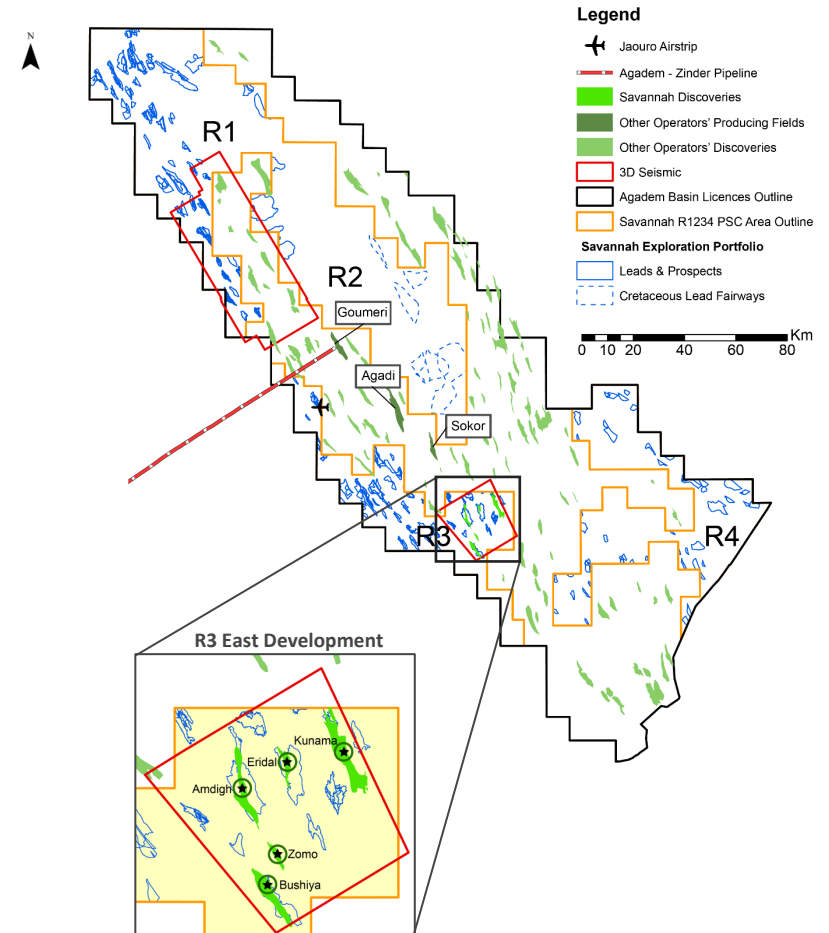 Legend
N
Jaouro Airstrip
Agadem - Zinder Pipeline
Savannah Discoveries
Other Operators' Producing Fields
Other Operators' Discoveries
3D Seismic
Agadem Basin Licences Outline
Savannah R1234 PSC Area Outline
Savannah Exploration Portfolio
Leads & Prospects
Cretaceous Lead Fairways
Km
0 10 20 40 60 80
R1
R2
Goumeri
Agadi
Sokor
R3
R4
R3 East Development
Kunama
Eridal
Amdigh
Zomo
Bushiya